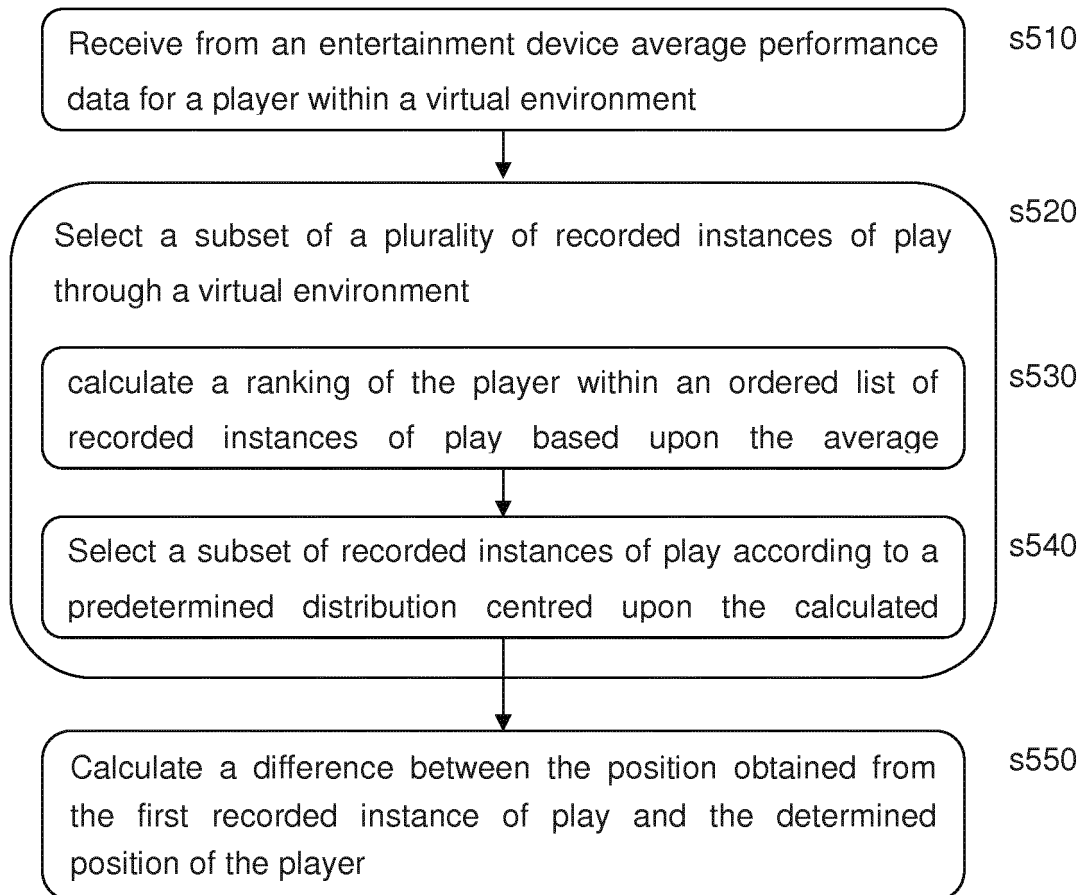 Receive from an entertainment device average performance
data for a player within a virtual environment
s510
Select a subset of a plurality of recorded instances of play
through a virtual environment
s520
calculate a ranking of the player within an ordered list of
recorded instances of play based upon the average
s530
Select a subset of recorded instances of play according to a
predetermined distribution centred upon the calculated
s540
Calculate a difference between the position obtained from
the first recorded instance of play and the determined
position of the player
s550